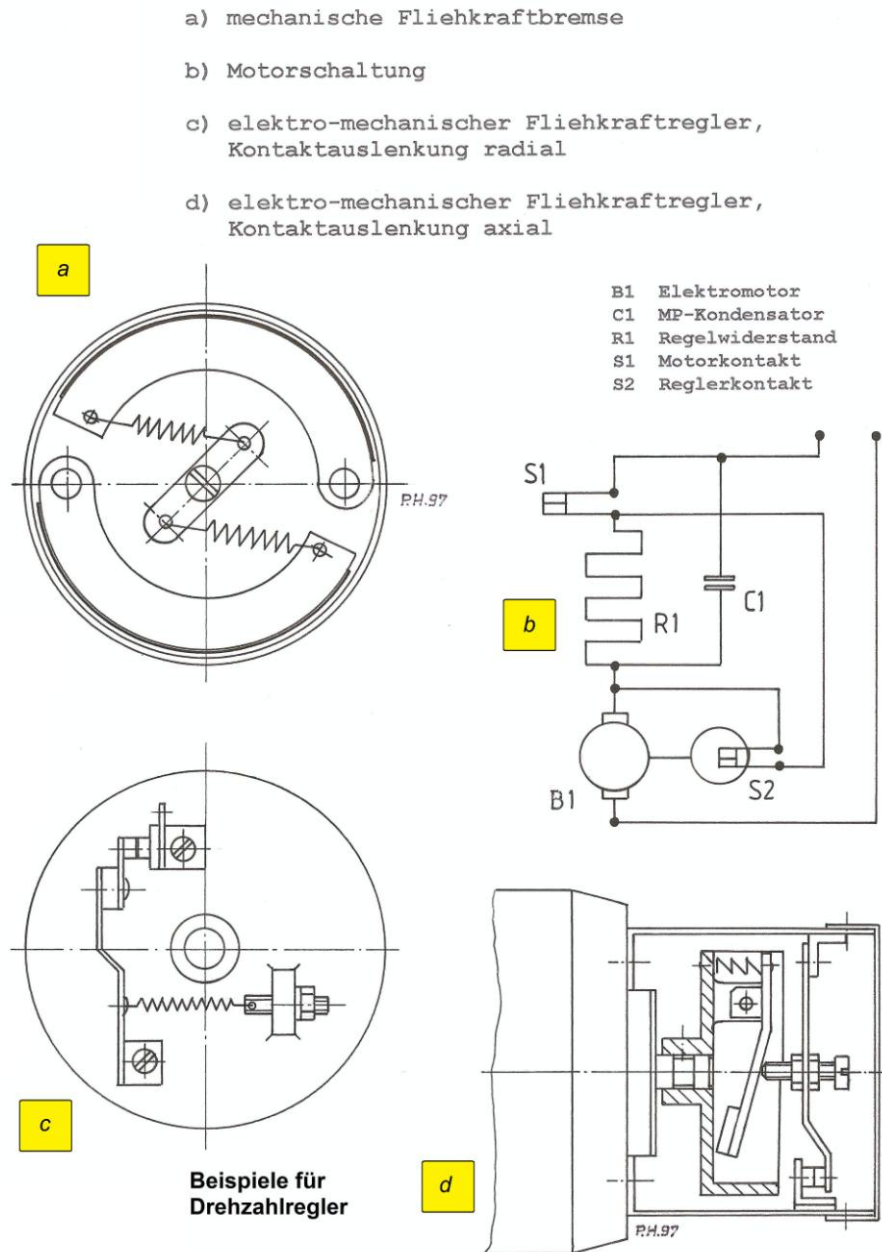 a) mechanische Fliehkraftbremse
b) Motorschaltung
c) elektro-mechanischer Fliehkraftregler,
Kontaktauslenkung radial
d) elektro-mechanischer Fliehkraftregler,
Kontaktauslenkung axial
a
B1 Elektromotor
C1 MP-Kondensator
R1 Regelwiderstand
S1 Motorkontakt
S2 Reglerkontakt
P.H.97
S1
R1
C1
b
B1
S2
c
Beispiele für
Drehzahlregler
d
P.H.97